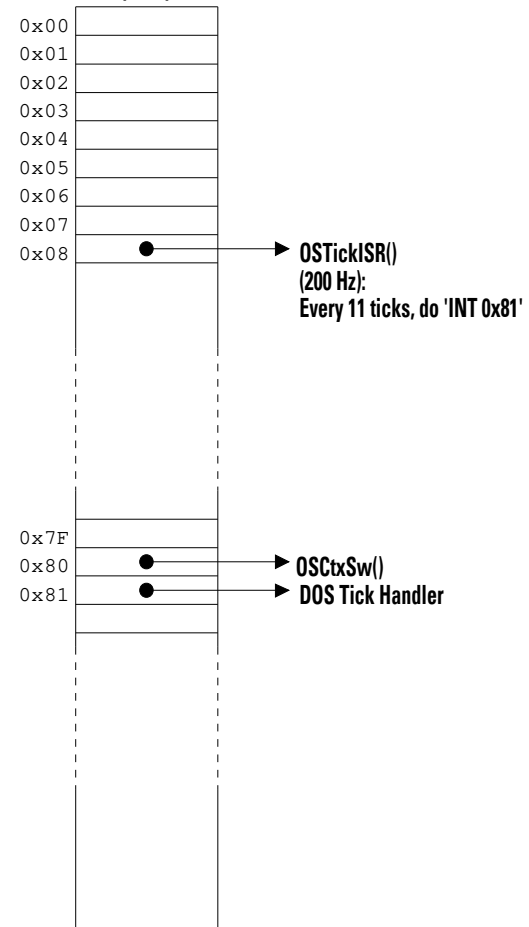 0x00
0x01
0x02
0x03
0x04
0x05
0x06
0x07
0x08
OSTickISR()
(200 Hz):
Every 11 ticks, do 'INT 0x81'
0x7F
0x80
OSCtxSw()
0x81
DOS Tick Handler